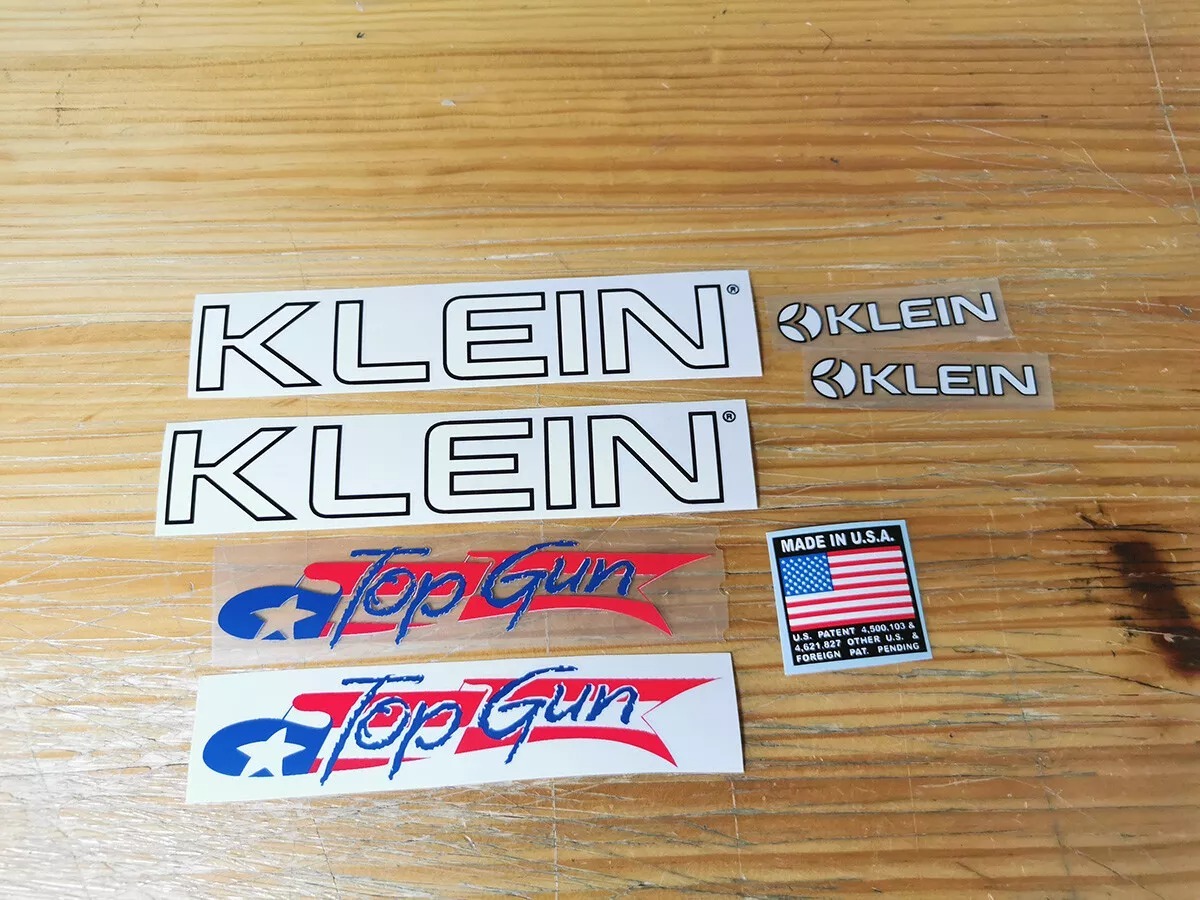 KLEIN®
KLEIN
KLEIN
KLEIN®
Top Gun
Top Gun
MADE IN U.S.A.
U.S. PATENT 4,500,103 &
4,621,827 OTHER U.S. &
FOREIGN PAT. PENDING